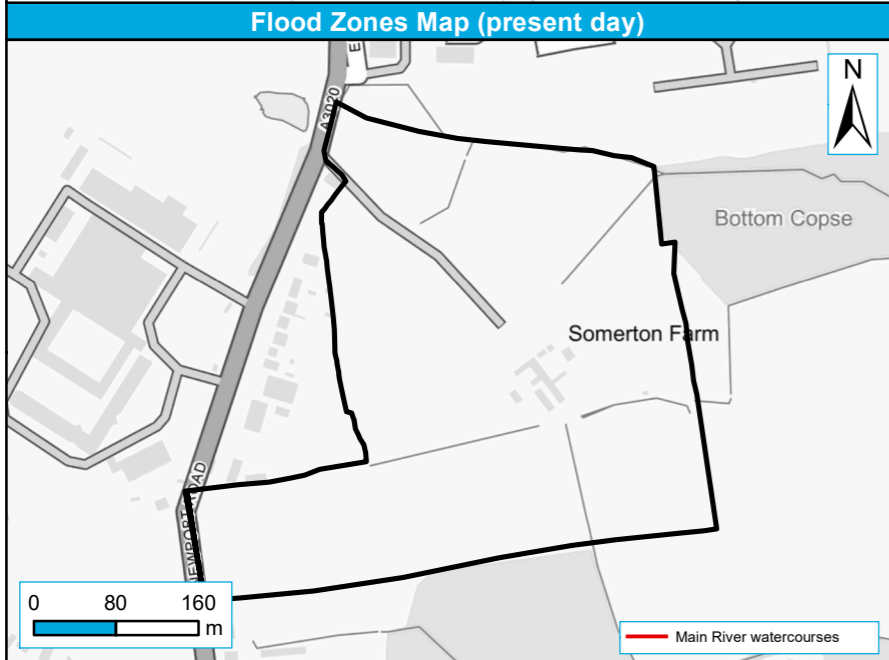 Flood Zones Map (present day)
E
A3020
N
Bottom Copse
Somerton Farm
NEWPORT ROAD
0 80 160
m
Main River watercourses